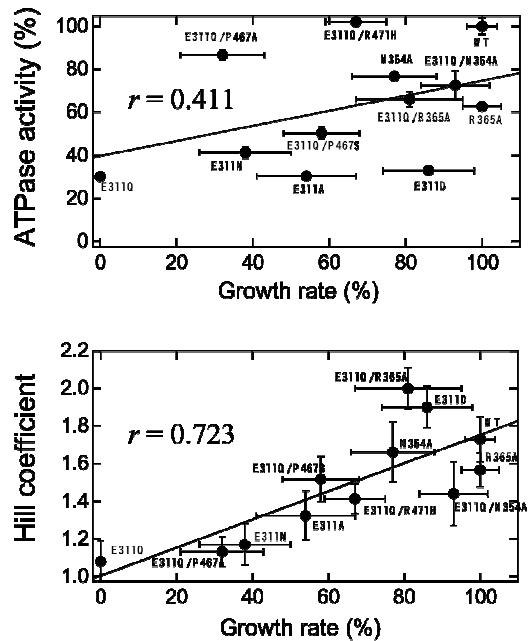 ATPase activity (%)
100
80
60
40
20
0
E311Q/P467A
E311Q/R471H
WT
N354A
E311Q/N354A
r = 0.411
E311Q/R365A
R365A
E311Q/P467S
E311N
E311Q
E311A
E311D
0 20 40 60 80 100
Growth rate (%)
Hill coefficient
2.2
2.0
1.8
1.6
1.4
1.2
1.0
E311Q/R365A
E311D
r = 0.723
WT
N354A
R365A
E311Q/P467S
E311Q/R471H
E311Q/N354A
E311A
E311Q
E311N
E311Q/P467A
0 20 40 60 80 100
Growth rate (%)